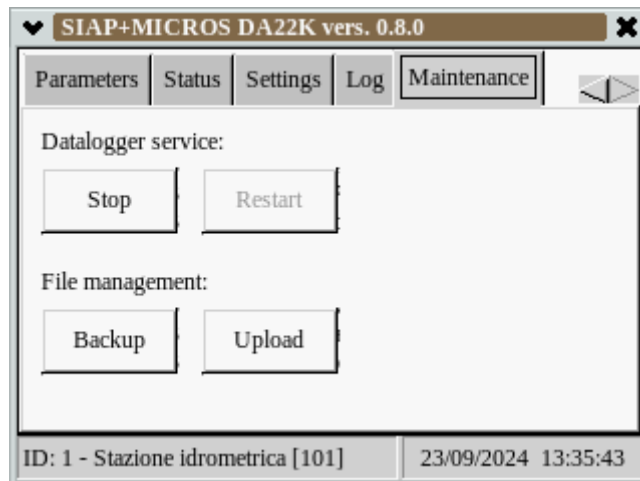 SIAP+MICROS DA22K vers. 0.8.0
Parameters Status Settings Log Maintenance
Datalogger service:
Stop Restart
File management:
Backup Upload
ID: 1 - Stazione idrometrica [101] 23/09/2024 13:35:43